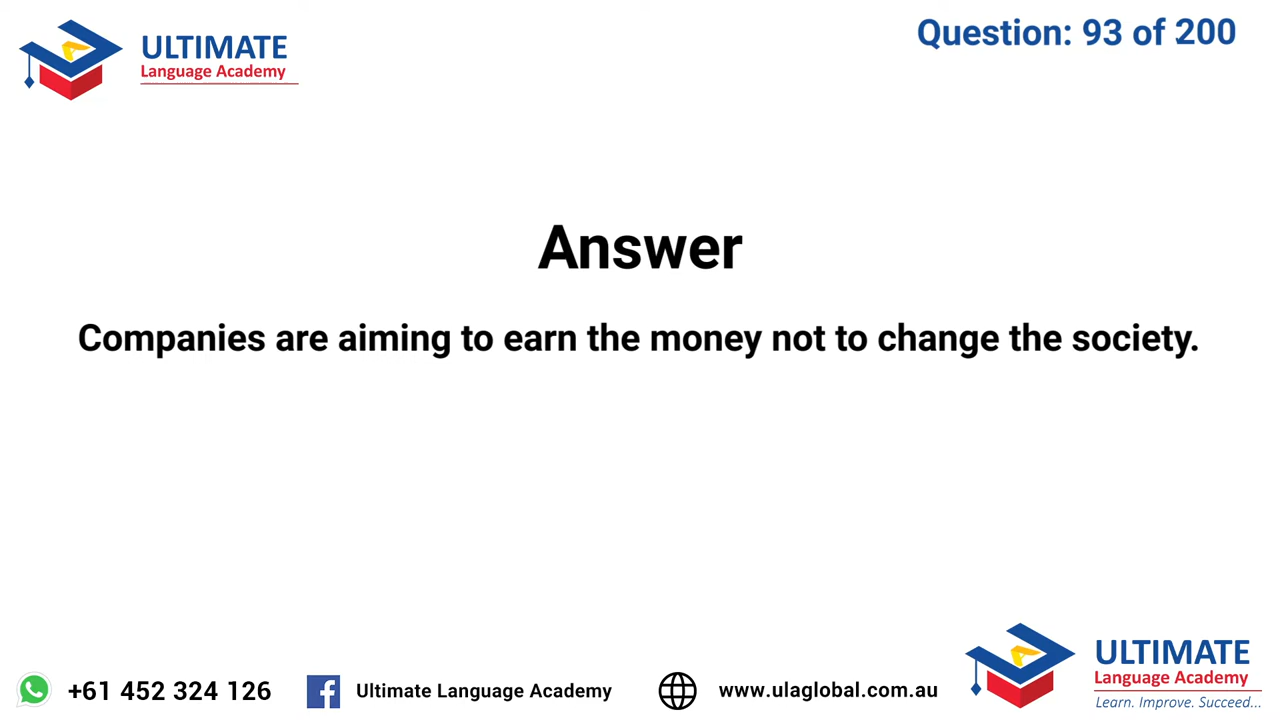 ULTIMATE
Language Academy
Question: 93 of 200
Answer
Companies are aiming to earn the money not to change the society.
+61 452 324 126
Ultimate Language Academy
www.ulaglobal.com.au
ULTIMATE
Language Academy
Learn. Improve. Succeed...